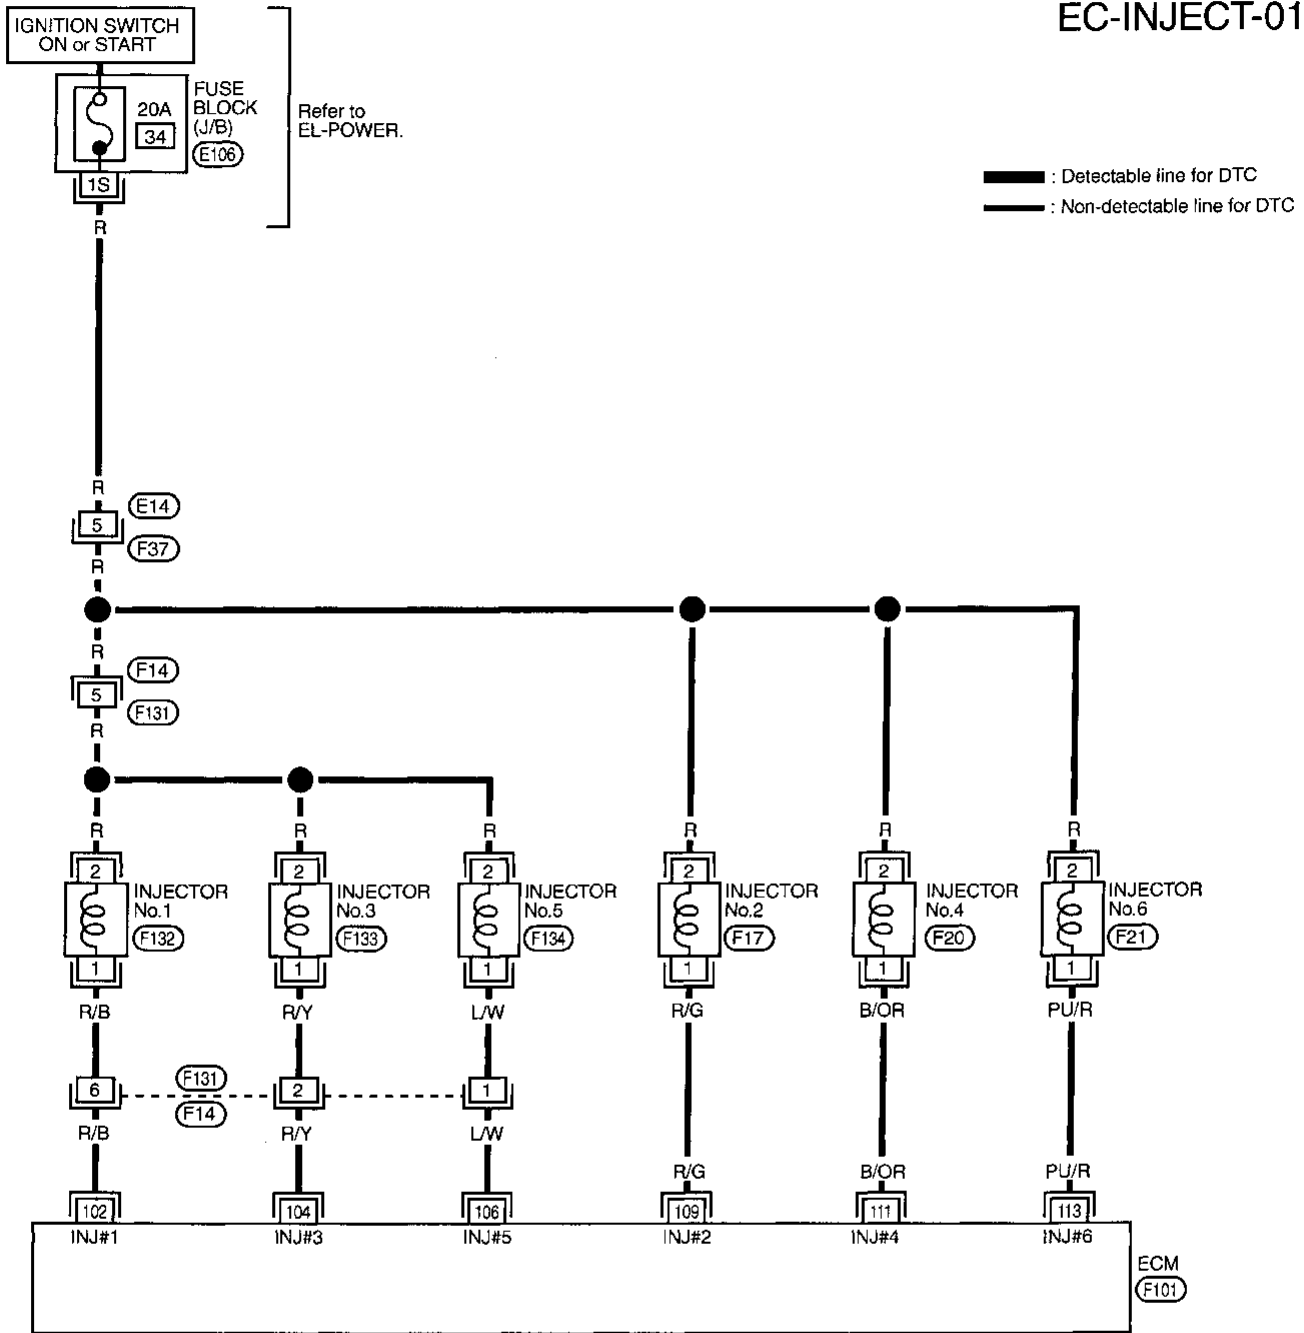 EC-INJECT-01
IGNITION SWITCH
ON or START
20A
34
FUSE
BLOCK
(J/B)
E106
Refer to
EL-POWER.
1S
R
: Detectable line for DTC
: Non-detectable line for DTC
R
E14
5
F37
R
R
F14
5
F131
R
R R R R R R
2 2 2 2 2 2
INJECTOR
No.1
F132
INJECTOR
No.3
F133
INJECTOR
No.5
F134
INJECTOR
No.2
F17
INJECTOR
No.4
F20
INJECTOR
No.6
F21
1 1 1 1 1 1
R/B R/Y L/W R/G B/OR PU/R
F131
6 2 1
F14
R/B R/Y L/W
R/G B/OR PU/R
102 104 106 109 111 113
INJ#1 INJ#3 INJ#5 INJ#2 INJ#4 INJ#6
ECM
F101